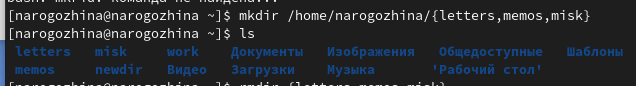 [narogozhina@narogozhina ~]$ mkdir /home/narogozhina/{letters,memos,misk}
[narogozhina@narogozhina ~]$ ls
letters misk work Документы Изображения Общедоступные Шаблоны
memos newdir Видео Загрузки Музыка 'Рабочий стол'